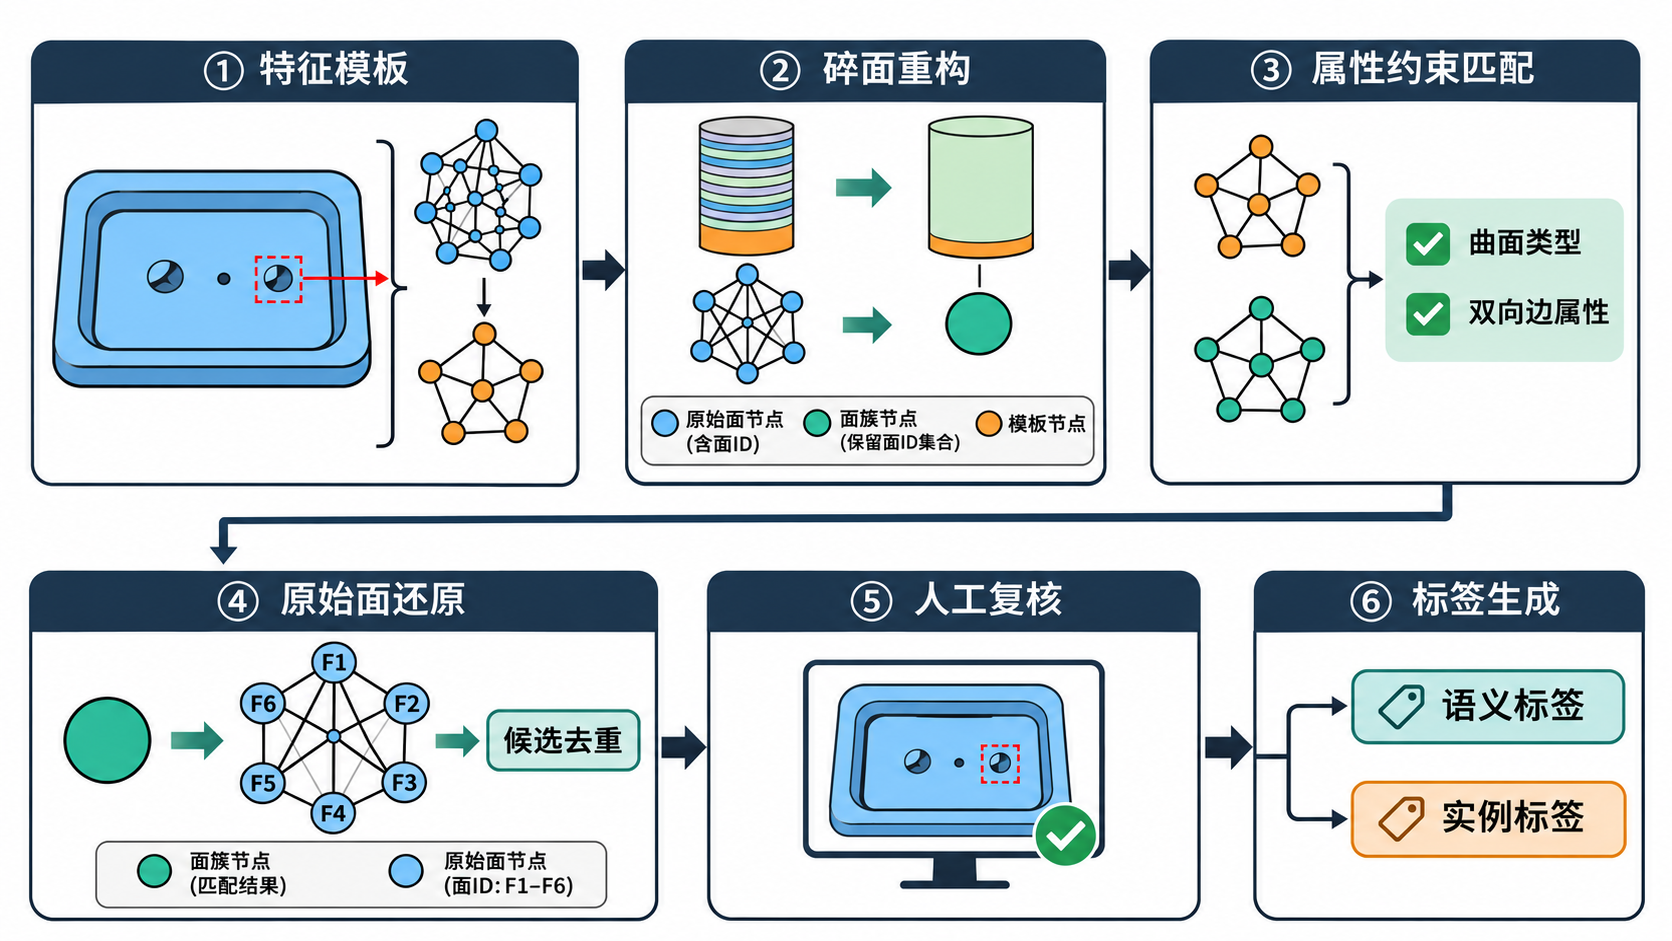 ① 特征模板
② 碎面重构
原始面节点
(含面ID)
面簇节点
(保留面ID集合)
模板节点
③ 属性约束匹配
曲面类型
双向边属性
④ 原始面还原
F1
F6
F2
F5
F3
F4
候选去重
面簇节点
(匹配结果)
原始面节点
(面ID: F1–F6)
⑤ 人工复核
⑥ 标签生成
语义标签
实例标签